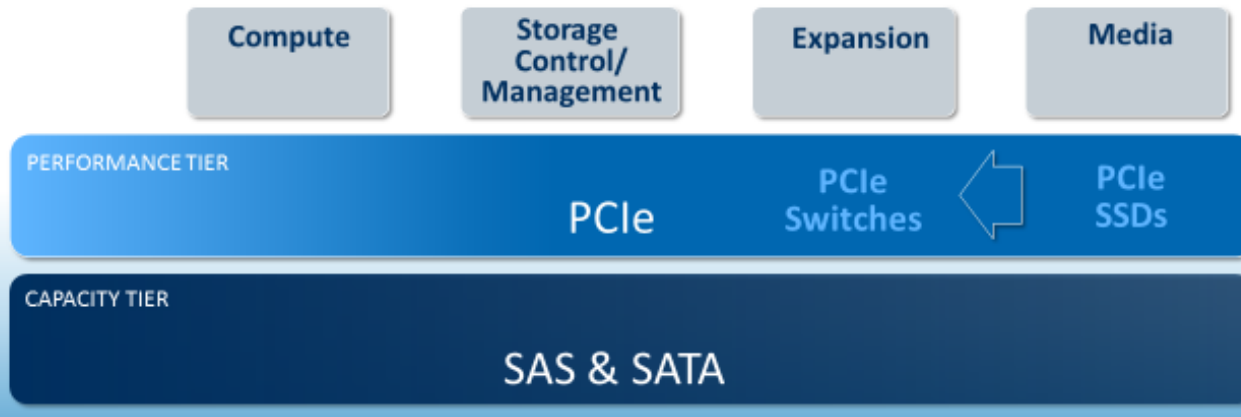 Compute
Storage
Control/
Management
Expansion
Media
PERFORMANCE TIER
PCIe
PCIe
Switches
PCIe
SSDs
CAPACITY TIER
SAS & SATA